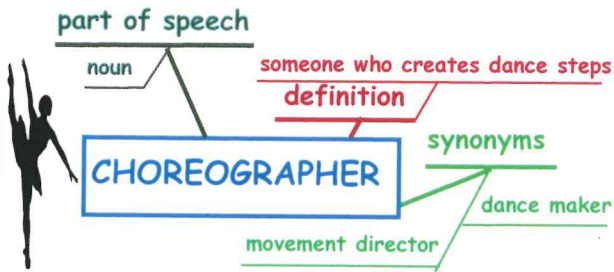 part of speech
noun
someone who creates dance steps
definition
CHOREOGRAPHER
synonyms
dance maker
movement director